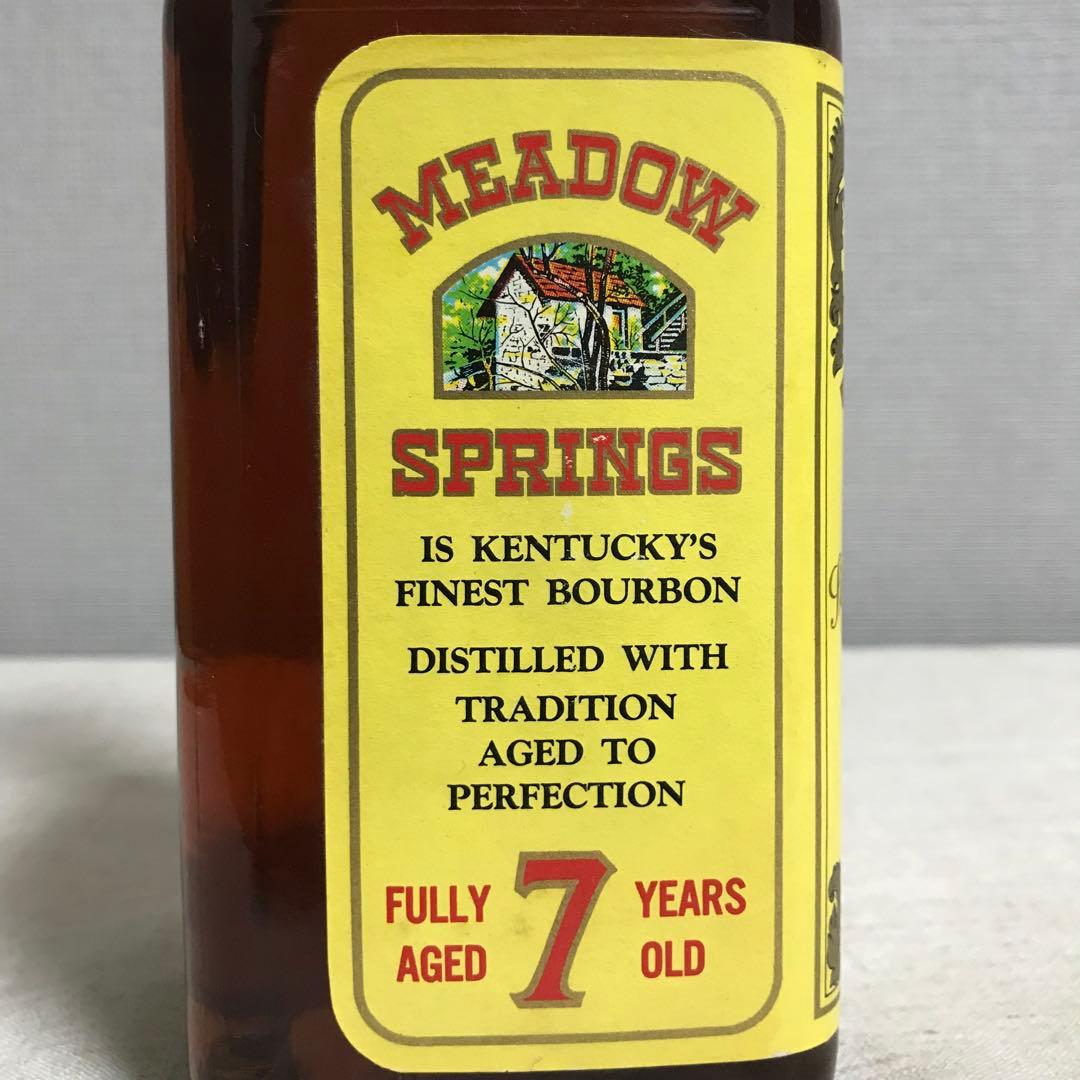 MEADOW
SPRINGS
IS KENTUCKY'S
FINEST BOURBON
DISTILLED WITH
TRADITION
AGED TO
PERFECTION
FULLY AGED
7
YEARS OLD